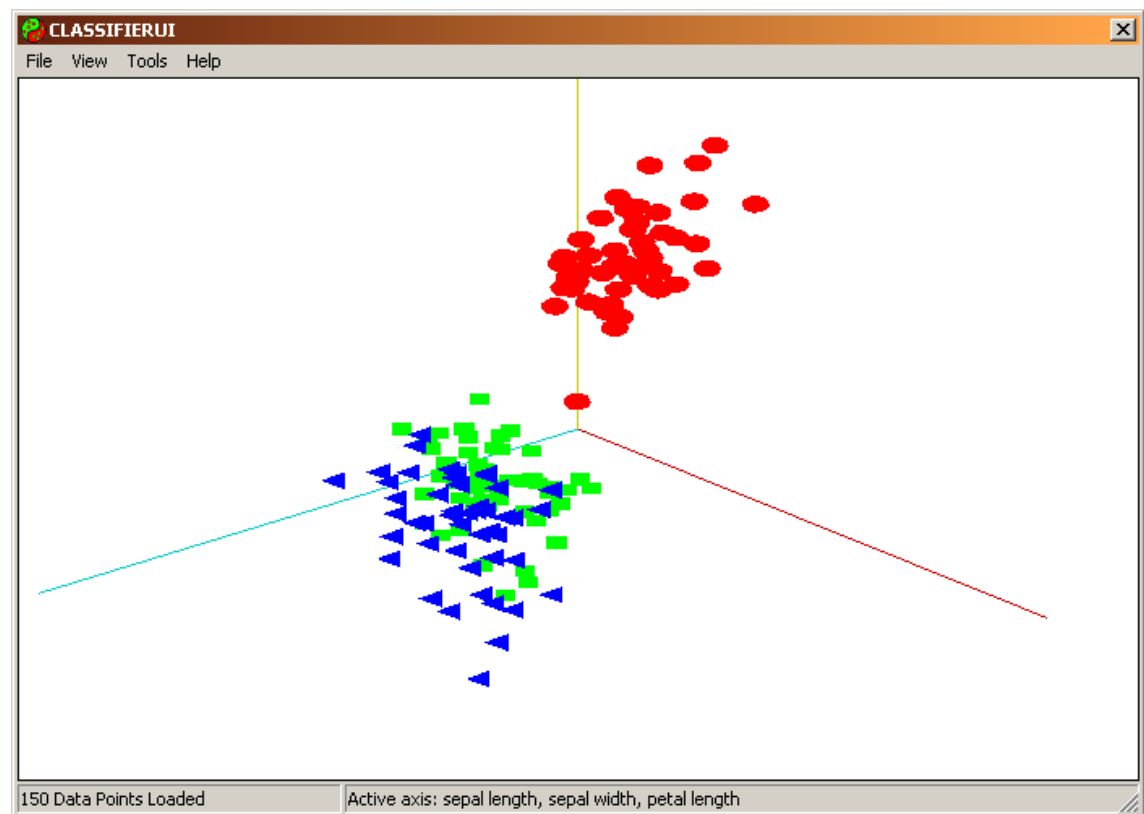 CLASSIFIERUI
File View Tools Help
150 Data Points Loaded
Active axis: sepal length, sepal width, petal length